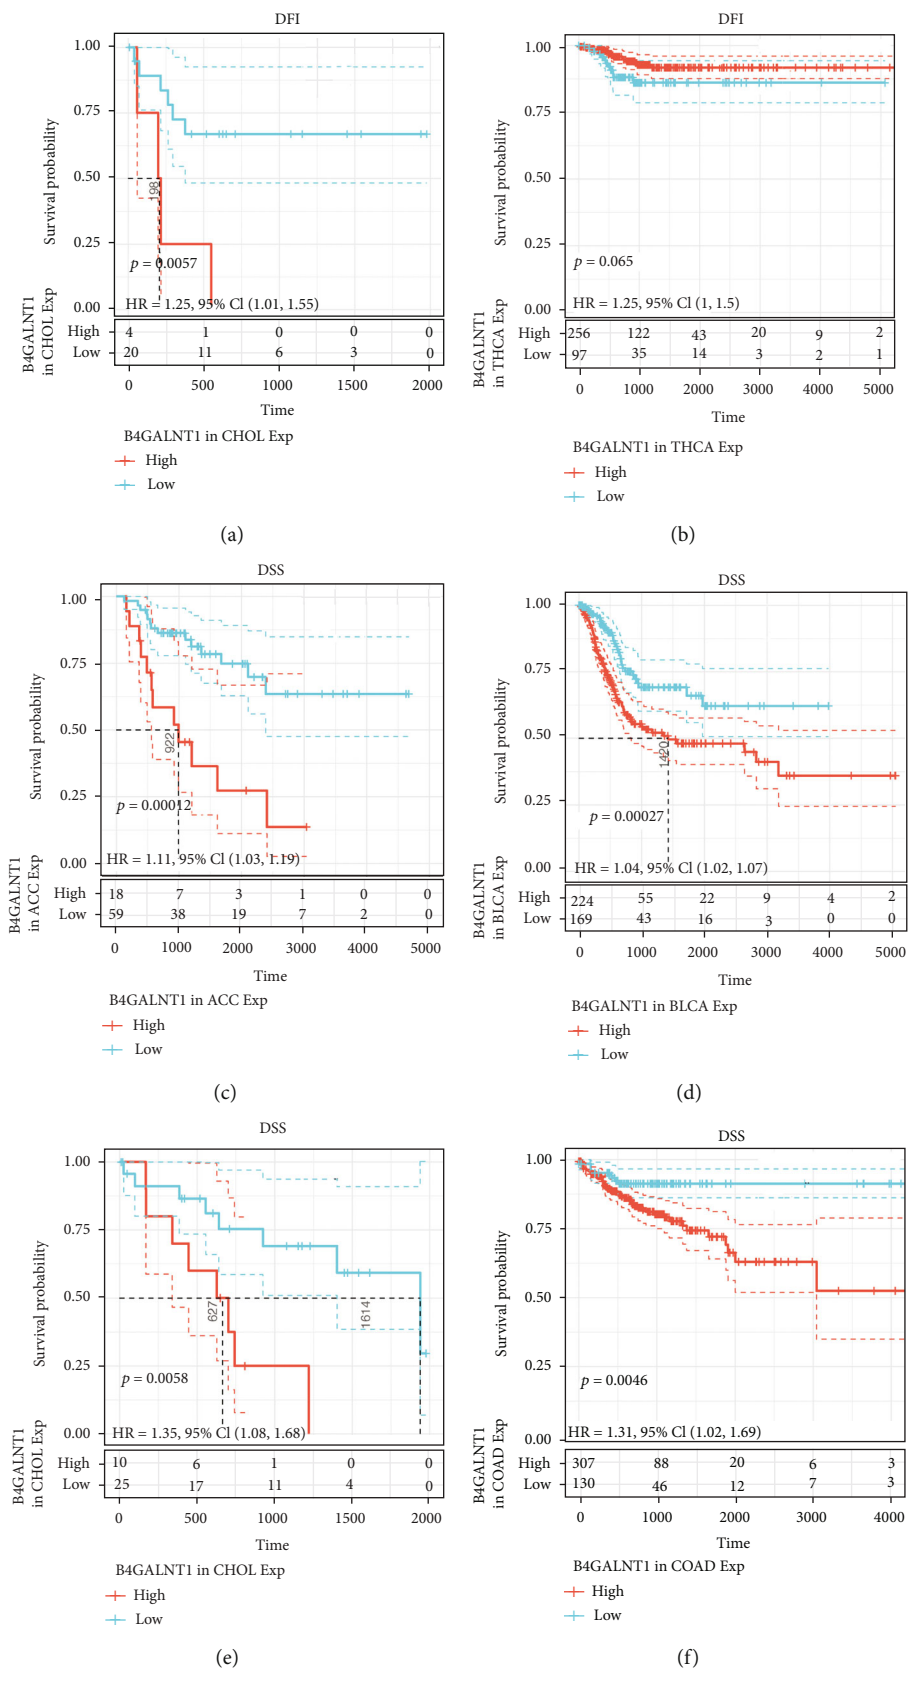 DFI
1.00
0.75
0.50
0.25
0.00
Survival probability
198
p = 0.0057
HR = 1.25, 95% CI (1.01, 1.55)
B4GALNT1
in CHOL Exp
High 4 1 0 0 0
Low 20 11 6 3 0
0 500 1000 1500 2000
Time
B4GALNT1 in CHOL Exp
High
Low
(a)
DFI
1.00
0.75
0.50
0.25
0.00
Survival probability
p = 0.065
HR = 1.25, 95% CI (1, 1.5)
B4GALNT1
in THCA Exp
High 256 122 43 20 9 2
Low 97 35 14 3 2 1
0 1000 2000 3000 4000 5000
Time
B4GALNT1 in THCA Exp
High
Low
(b)
DSS
1.00
0.75
0.50
0.25
0.00
Survival probability
922
p = 0.00012
HR = 1.11, 95% CI (1.03, 1.19)
B4GALNT1
in ACC Exp
High 18 7 3 1 0 0
Low 59 38 19 7 2 0
0 1000 2000 3000 4000 5000
Time
B4GALNT1 in ACC Exp
High
Low
(c)
DSS
1.00
0.75
0.50
0.25
0.00
Survival probability
1420
p = 0.00027
HR = 1.04, 95% CI (1.02, 1.07)
B4GALNT1
in BLCA Exp
High 224 55 22 9 4 2
Low 169 43 16 3 0 0
0 1000 2000 3000 4000 5000
Time
B4GALNT1 in BLCA Exp
High
Low
(d)
DSS
1.00
0.75
0.50
0.25
0.00
Survival probability
627
1614
p = 0.0058
HR = 1.35, 95% CI (1.08, 1.68)
B4GALNT1
in CHOL Exp
High 10 6 1 0 0
Low 25 17 11 4 0
0 500 1000 1500 2000
Time
B4GALNT1 in CHOL Exp
High
Low
(e)
DSS
1.00
0.75
0.50
0.25
0.00
Survival probability
p = 0.0046
HR = 1.31, 95% CI (1.02, 1.69)
B4GALNT1
in COAD Exp
High 307 88 20 6 3
Low 130 46 12 7 3
0 1000 2000 3000 4000
Time
B4GALNT1 in COAD Exp
High
Low
(f)